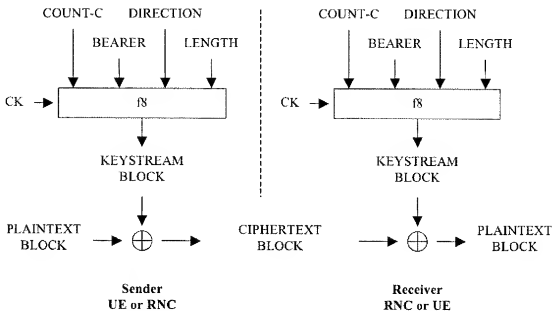 COUNT-C DIRECTION
BEARER LENGTH
CK f8
KEYSTREAM
BLOCK
PLAINTEXT
BLOCK
Sender
UE or RNC
CIPHERTEXT
BLOCK
COUNT-C DIRECTION
BEARER LENGTH
CK f8
KEYSTREAM
BLOCK
PLAINTEXT
BLOCK
Receiver
RNC or UE